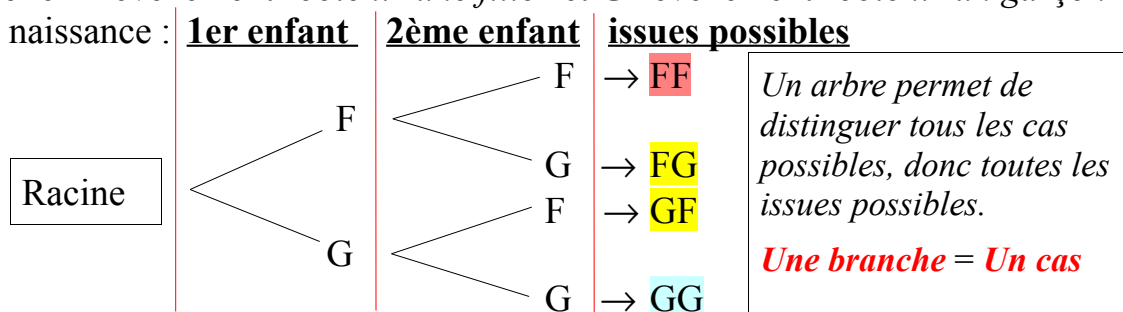 naissance : 1er enfant 2ème enfant issues possibles
F → FF
F
G → FG
Racine
F → GF
G
G → GG
Un arbre permet de
distinguer tous les cas
possibles, donc toutes les
issues possibles.
Une branche = Un cas